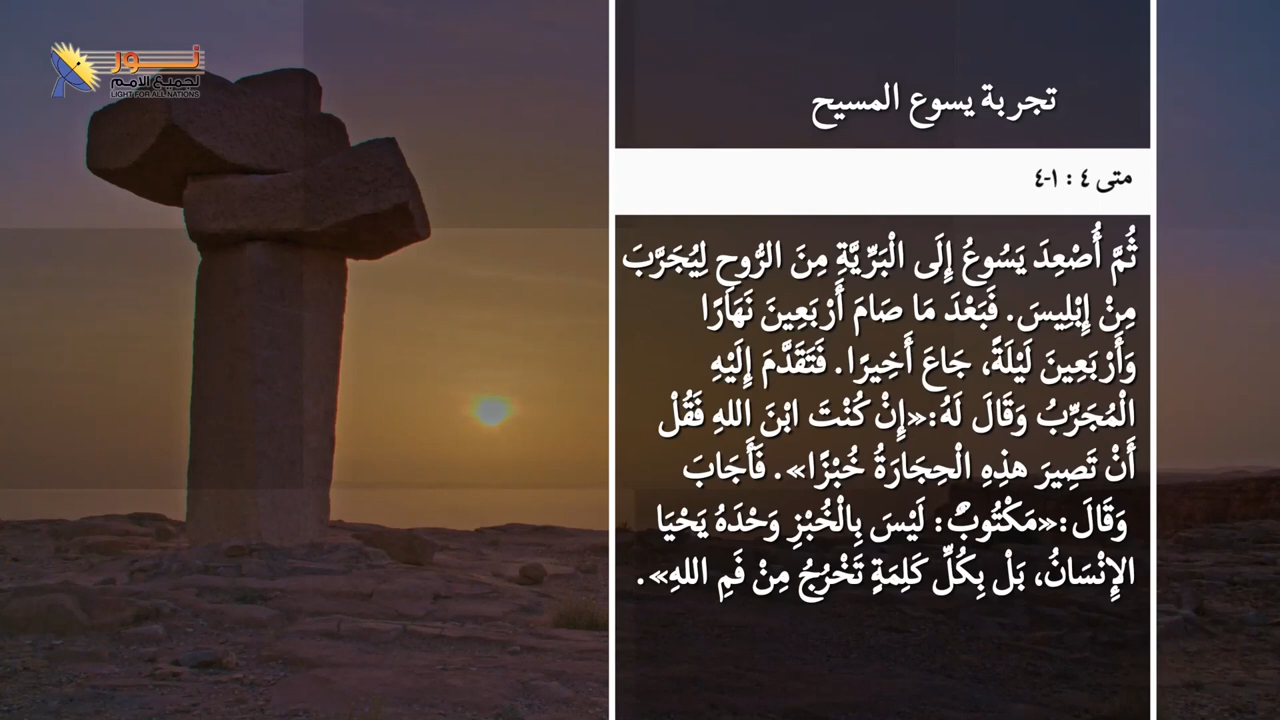 نور
لجميع الأمم
LIGHT FOR ALL NATIONS
تجربة يسوع المسيح
متى ٤ : ١-٤
ثُمَّ أُصْعِدَ يَسُوعُ إِلَى الْبَرِّيَّةِ مِنَ الرُّوحِ لِيُجَرَّبَ
مِنْ إِبْلِيسَ. فَبَعْدَ مَا صَامَ أَرْبَعِينَ نَهَارًا
وَأَرْبَعِينَ لَيْلَةً، جَاعَ أَخِيرًا. فَتَقَدَّمَ إِلَيْهِ
الْمُجَرِّبُ وَقَالَ لَهُ:«إِنْ كُنْتَ ابْنَ اللهِ فَقُلْ
أَنْ تَصِيرَ هذِهِ الْحِجَارَةُ خُبْزًا». فَأَجَابَ
وَقَالَ:«مَكْتُوبٌ: لَيْسَ بِالْخُبْزِ وَحْدَهُ يَحْيَا
الإِنْسَانُ، بَلْ بِكُلِّ كَلِمَةٍ تَخْرُجُ مِنْ فَمِ اللهِ».